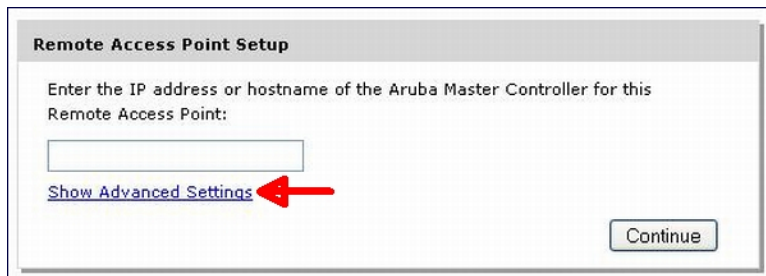 Remote Access Point Setup
Enter the IP address or hostname of the Aruba Master Controller for this
Remote Access Point:
Show Advanced Settings
Continue